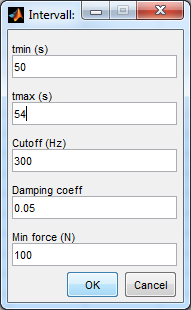 Intervall:
tmin (s)
50
tmax (s)
54
Cutoff (Hz)
300
Damping coeff
0.05
Min force (N)
100
OK Cancel